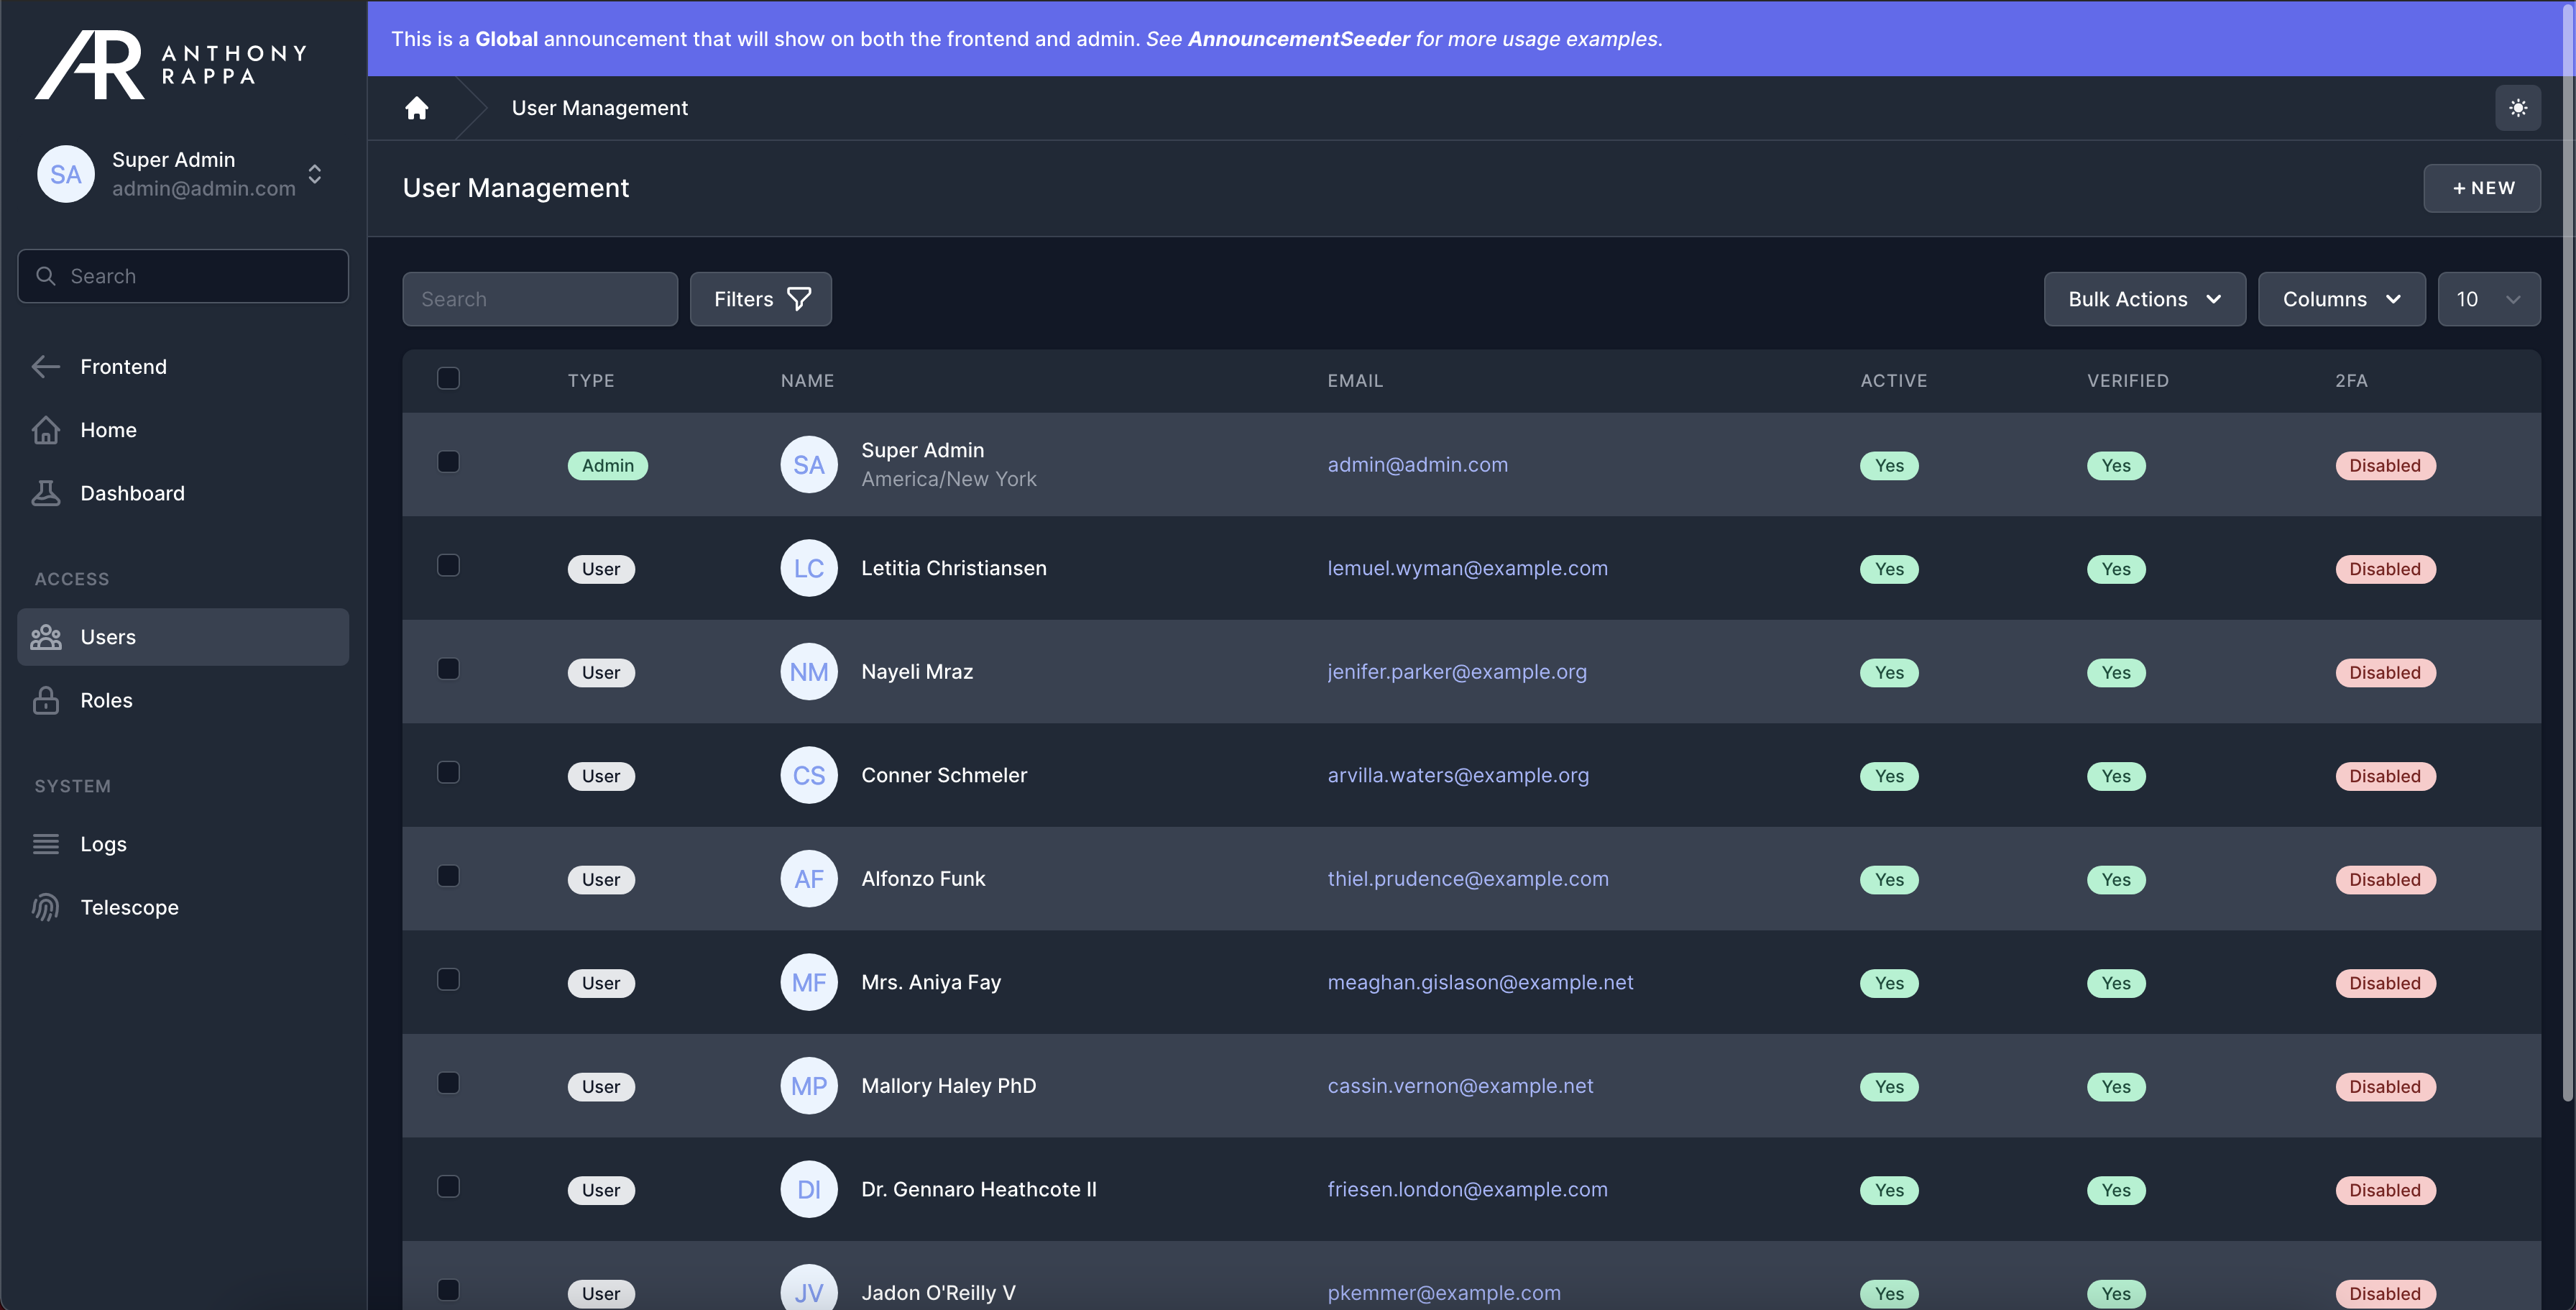 This is a Global announcement that will show on both the frontend and admin. See AnnouncementSeeder for more usage examples.
AR ANTHONY
RAPPA
SA Super Admin
admin@admin.com
Search
Frontend
Home
Dashboard
ACCESS
Users
Roles
SYSTEM
Logs
Telescope
User Management
User Management
+ NEW
Search Filters Bulk Actions Columns 10
TYPE NAME EMAIL ACTIVE VERIFIED 2FA
Admin SA Super Admin admin@admin.com Yes Yes Disabled
America/New York
User LC Letitia Christiansen lemuel.wyman@example.com Yes Yes Disabled
User NM Nayeli Mraz jenifer.parker@example.org Yes Yes Disabled
User CS Conner Schmeler arvilla.waters@example.org Yes Yes Disabled
User AF Alfonzo Funk thiel.prudence@example.com Yes Yes Disabled
User MF Mrs. Aniya Fay meaghan.gislason@example.net Yes Yes Disabled
User MP Mallory Haley PhD cassin.vernon@example.net Yes Yes Disabled
User DI Dr. Gennaro Heathcote II friesen.london@example.com Yes Yes Disabled
User JV Jadon O'Reilly V pkemmer@example.com Yes Yes Disabled